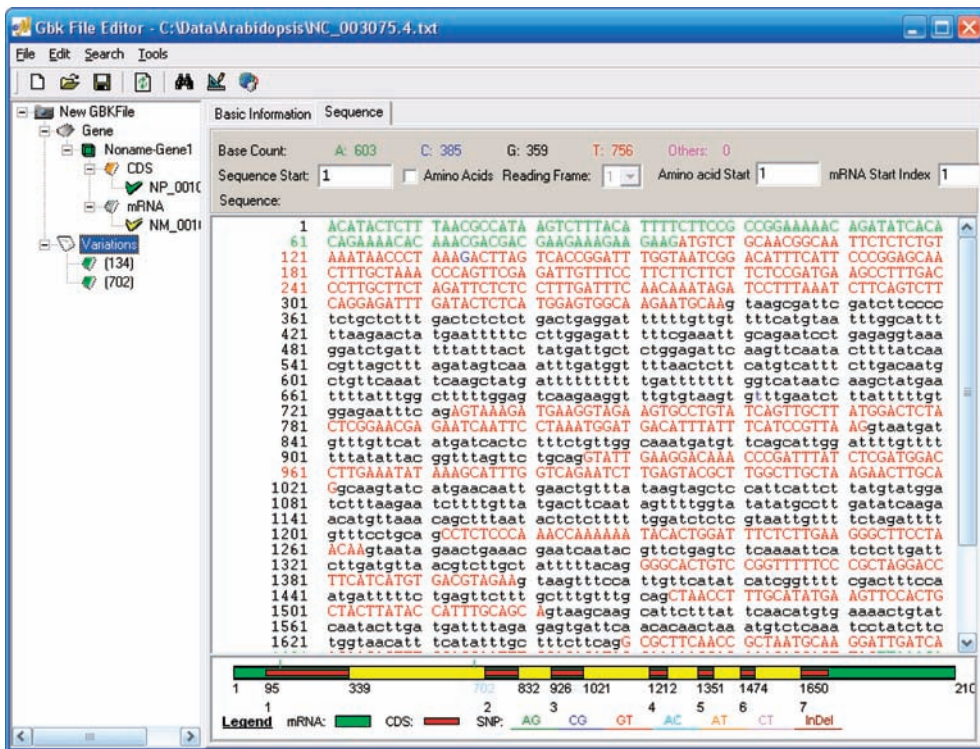 Gbk File Editor - C:\Data\Arabidopsis\NC_003075.4.txt
File Edit Search Tools
New GBKFile
Gene
Noname-Gene1
CDS
NP_0010
mRNA
NM_0010
Variations
(134)
(702)
Basic Information Sequence
Base Count: A: 603 C: 385 G: 359 T: 756 Others: 0
Sequence Start: 1 Amino Acids Reading Frame: 1 Amino acid Start 1 mRNA Start Index 1
Sequence:
1 ACATACTCTT TAACGCCATA AGTCTTTACA TTTTCTTCCG CCCGGAAAAAC AGATATCACA
61 CAGAAAACAC AAACGACGAC GAAGAAAGAA GAAGATGTCT GCAACGGCAA TTCTCTCTGT
121 AAATAACCCT AAAGACTTAG TCACCGGATT TGGTAATCGG ACATTTCATT CCCGGAGCAA
181 CTTTGCTAAA CCCAGTTCGA GATTGTTCCC TTCTTCTTCT TCTCCGATGA AGCCTTTGAC
241 CCTTGCTTCT AGATTCTCTC CCTTTGATTTC AACAAATAGA TCCTTTAAAT CTTCAGTCTT
301 CAGGAGATTT GATACTCTCA TGGAGTGGCA AGAATGCAAg taagcgattc gatcttcccc
361 tctgctcttt gactctctct gactgaggat tttttgttgt tttcatgtaa tttggcattt
421 ttaagaacta tgaatttttc cttggagatt tttcgaaatt gcagaatcct gagaggtaaa
481 ggatctgatt tttatttact tatgattgct ctggagattc aagttcaata cttttatcaa
541 cgttagcttt agatagtcaa atttgatggt tttaactctt catgtcattt cttgacaatg
601 ctgttcaaat tcaagctatg atttttttttt tgatttttttt ggtcataatc aagctatgaa
661 ttttatttgg ctttttggag tcaagaaggt ttgtgtaagt gtttgaatct ttatttttgt
721 ggagaatttc agAGTAAAGA TGAAGGTAGA AGTGCCTGTA TCAGTTGCTT ATGGACTCTA
781 CTCGGAACGA GAATCAATTC CTAAATGGAT GACATTTATT TCATCCGTTA AGgtaatgat
841 gtttgttcat atgatcactc tttctgttgg caaatgatgt tcagcattgg attttgtttt
901 tttatattac ggtttagttc tgcagGTATT GAAGGACAAA CCCGATTTAT CTCGATGGAC
961 CTTGAAATAT AAAGCATTTG GTCAGAATCT TGAGTACGCT TGGCTTGCTA AGAACTTGCA
1021 Ggcaagtatc atgaacaatt gaactgttta taagtagctc cattcattct tatgtatgga
1081 tctttaagaa tcttttgtta tgacttcaat agttttggta tatatgcctt gatatcaaga
1141 acatgttaaa cagctttaat actctctttt tggatctctc gtaattgttt tctagatttt
1201 gtttcctgca gCCTCTCCCA AACCAAAAAA TACACTGGAT TTCTCTTGAA GGGCTTCCTA
1261 ACAAgtaata gaactgaaac gaatcaatac gttctgagtc tcaaaattca tctcttgatt
1321 cttgatgtta acgtcttgct atttttacag GGGCACTGTC CGGTTTTTCC CGCTAGGACC
1381 TTCATCATGT GACGTAGAAg taagtttcca ttgttcatat catcggtttt cgactttcca
1441 atgatttttc tgagttcttt gctttgtttg cagCTAACCT TTGCATATGA AGTTCCACTG
1501 CTACTTATAC CATTTGCAGC AgtaagcaagG cattctttat tcaacatgtg aaaactgtat
1561 caatacttga tgattttaga gagtgattca acacaactaa atgtctcaaa tcctatcttc
1621 tggtaacatt tcatatttgc tttcttcagG CGCTTCAACC GCTAATGCAA GGATTGATCA
1 95 339 702 832 926 1021 1212 1351 1474 1650 210
1 2 3 4 5 6 7
Legend mRNA: CDS: SNP: AG CG GT AC AT CT InDel